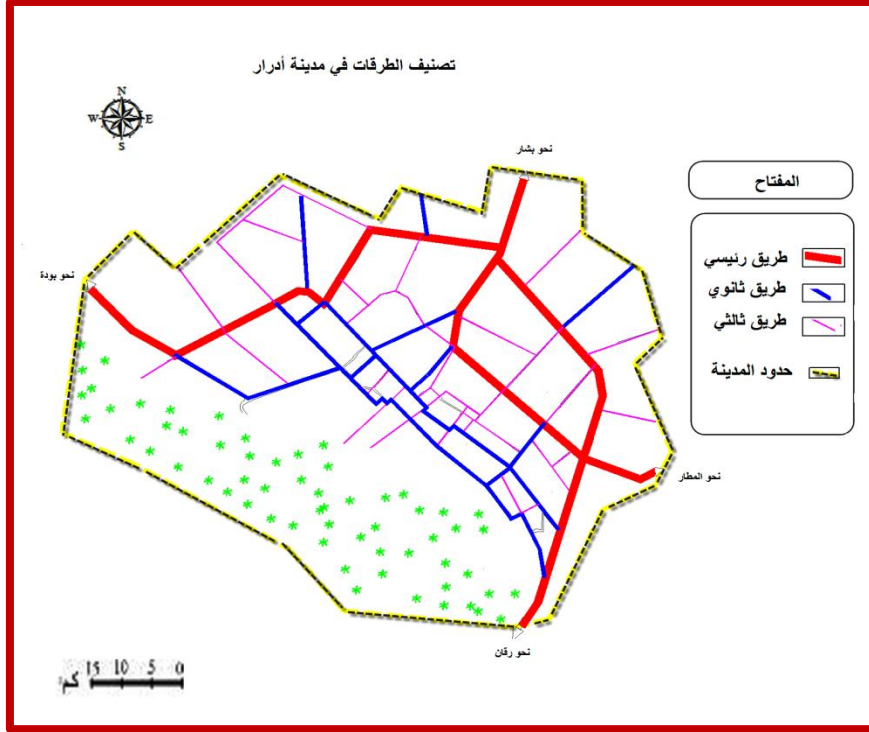 تصنيف الطرقات في مدينة أدرار
N
W E
S
نحو بشار
المفتاح
طريق رئيسي
طريق ثانوي
طريق ثالثي
حدود المدينة
نحو بودة
نحو المطار
نحو رقان
15 10 5 0
كم